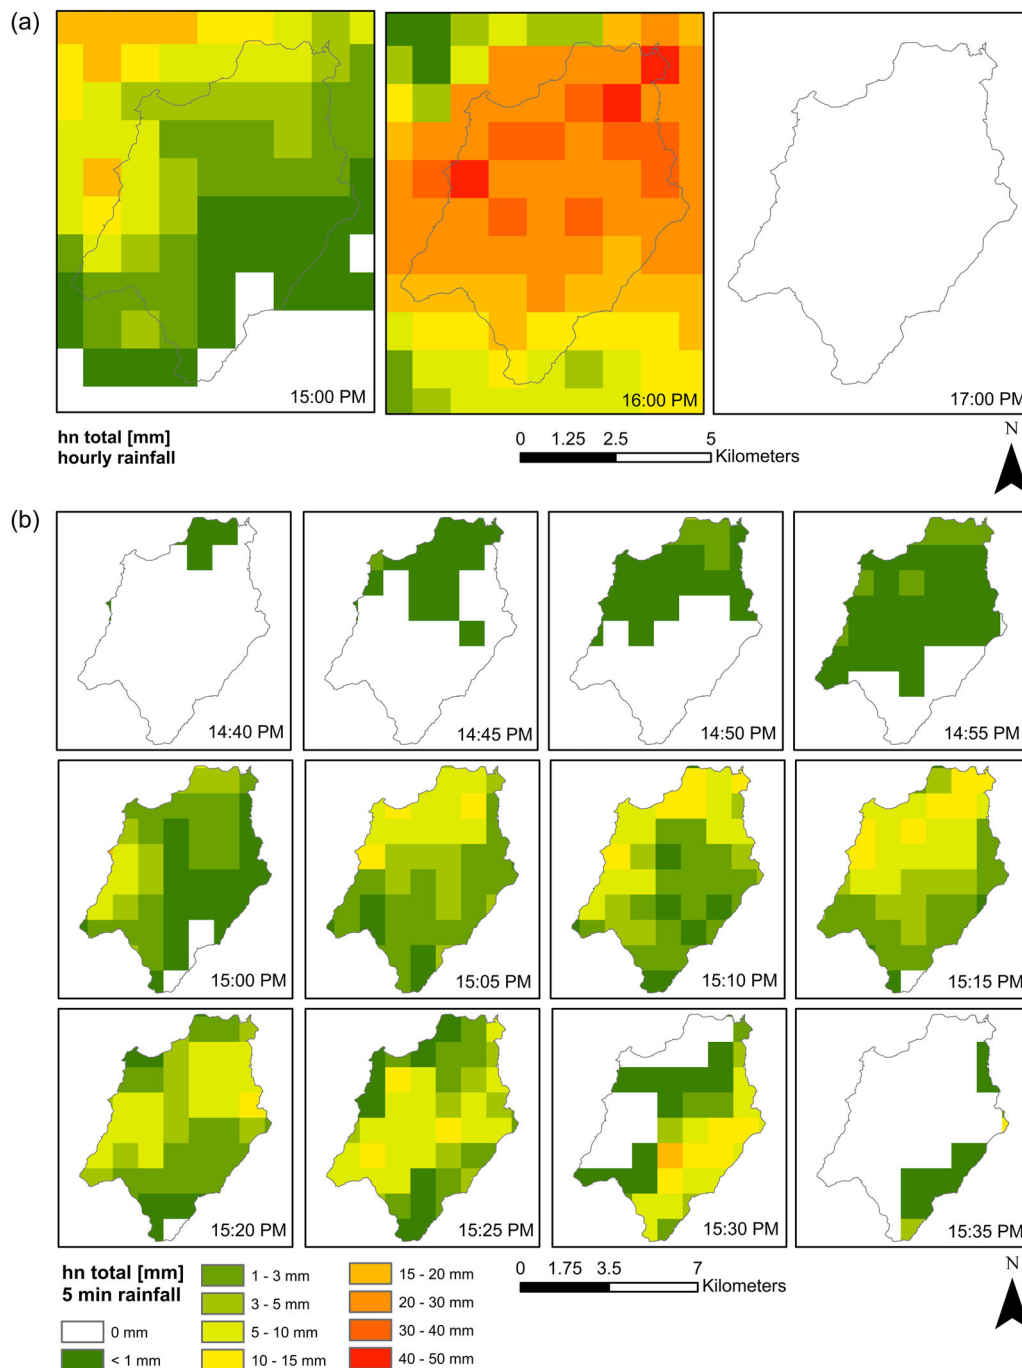 (a)
15:00 PM
16:00 PM
17:00 PM
hn total [mm]
hourly rainfall
0 1.25 2.5 5
Kilometers
N
(b)
14:40 PM
14:45 PM
14:50 PM
14:55 PM
15:00 PM
15:05 PM
15:10 PM
15:15 PM
15:20 PM
15:25 PM
15:30 PM
15:35 PM
hn total [mm]
5 min rainfall
0 mm
< 1 mm
1 - 3 mm
3 - 5 mm
5 - 10 mm
10 - 15 mm
15 - 20 mm
20 - 30 mm
30 - 40 mm
40 - 50 mm
0 1.75 3.5 7
Kilometers
N